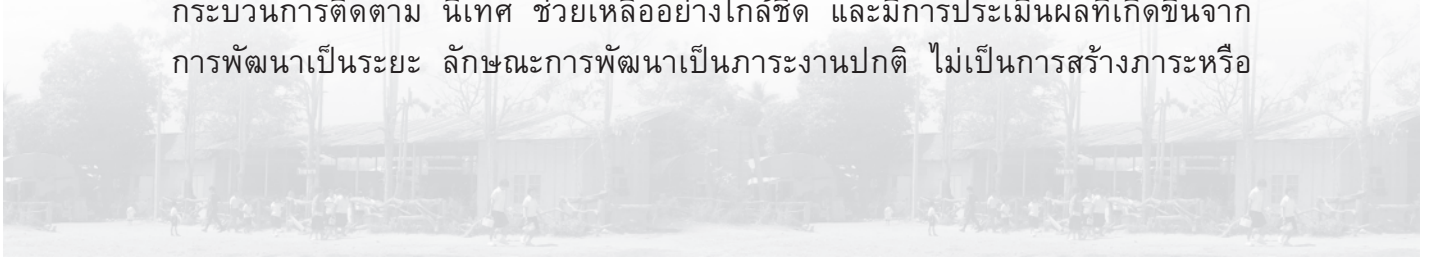 กระบวนการติดตาม นิเทศ ช่วยเหลืออย่างใกล้ชิด และมีการประเมินผลที่เกิดขึ้นจาก
การพัฒนาเป็นระยะ ลักษณะการพัฒนาเป็นภาระงานปกติ ไม่เป็นการสร้างภาระหรือ